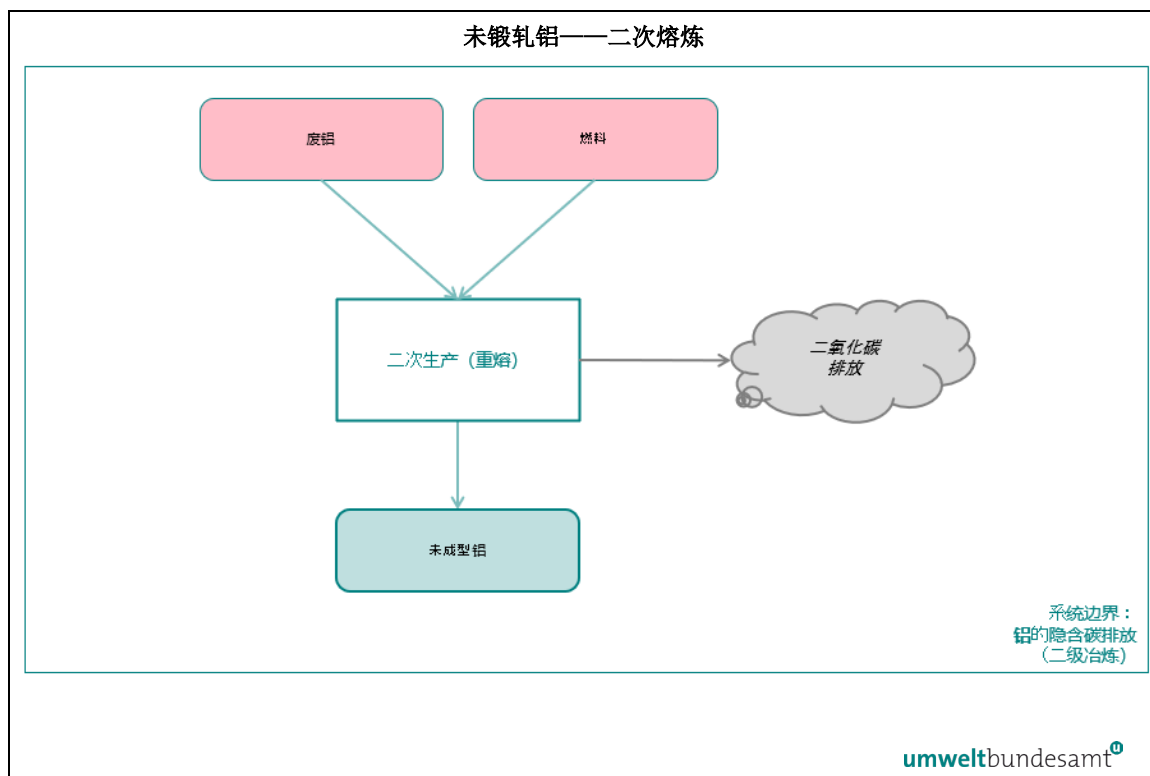 未锻轧铝——二次熔炼
废铝
燃料
二次生产（重熔）
二氧化碳
排放
未成型铝
系统边界：
铝的隐含碳排放
（二级冶炼）
umweltbundesamt